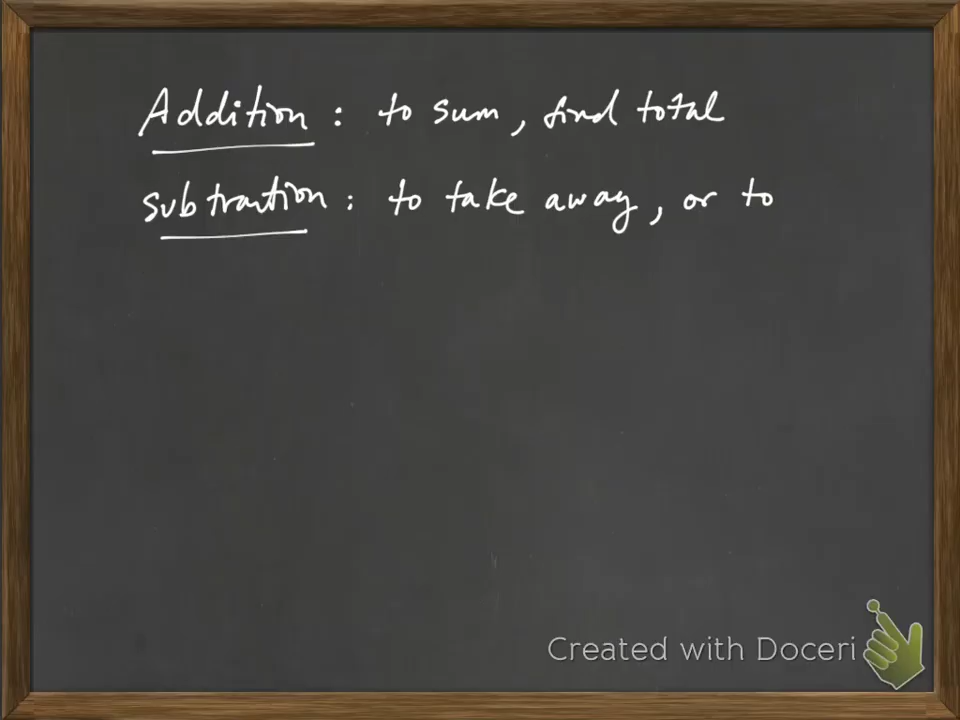 Addition : to sum, find total
subtraction : to take away, or to
Created with Doceri